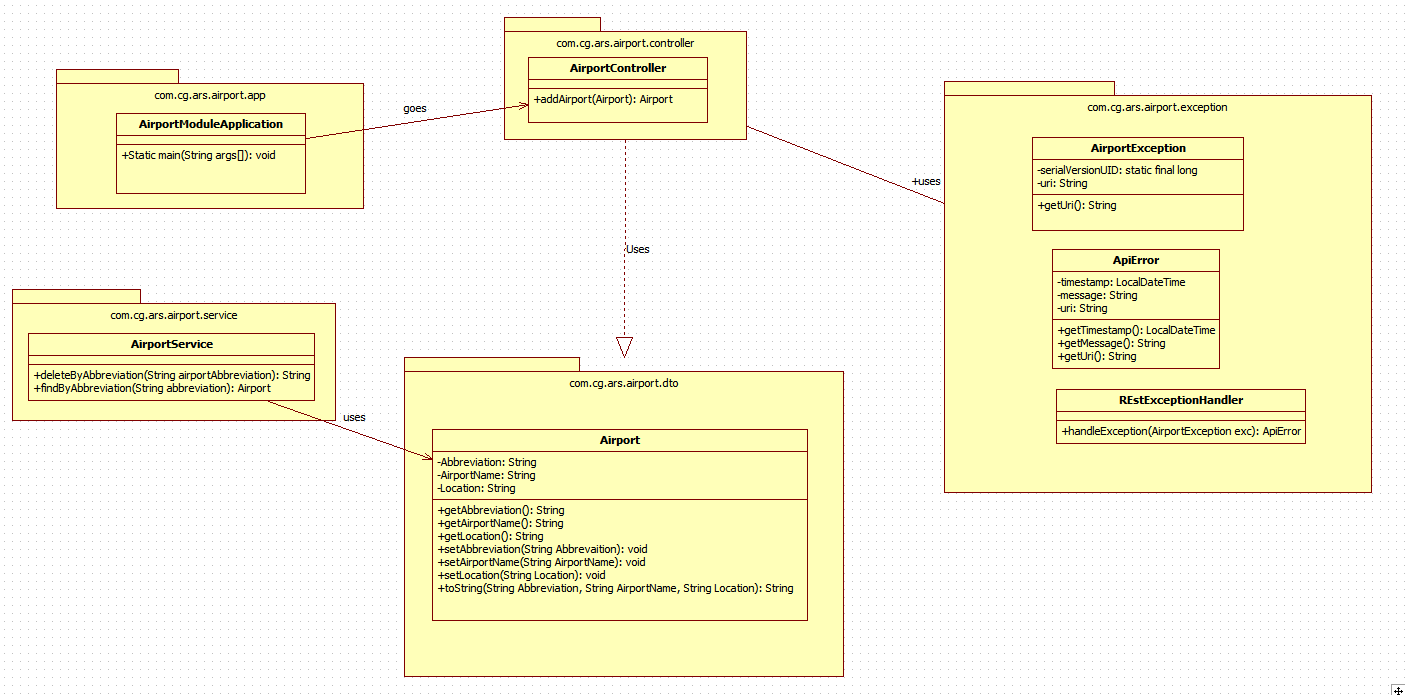 com.cg.ars.airport.controller
AirportController
+addAirport(Airport): Airport
com.cg.ars.airport.app
AirportModuleApplication
+Static main(String args[]): void
goes
com.cg.ars.airport.exception
AirportException
-serialVersionUID: static final long
-uri: String
+getUri(): String
ApiError
-timestamp: LocalDateTime
-message: String
-uri: String
+getTimestamp(): LocalDateTime
+getMessage(): String
+getUri(): String
REstExceptionHandler
+handleException(AirportException exc): ApiError
+uses
Uses
com.cg.ars.airport.service
AirportService
+deleteByAbbreviation(String airportAbbreviation): String
+findByAbbreviation(String abbreviation): Airport
uses
com.cg.ars.airport.dto
Airport
-Abbreviation: String
-AirportName: String
-Location: String
+getAbbreviation(): String
+getAirportName(): String
+getLocation(): String
+setAbbreviation(String Abbrevaition): void
+setAirportName(String AirportName): void
+setLocation(String Location): void
+toString(String Abbreviation, String AirportName, String Location): String